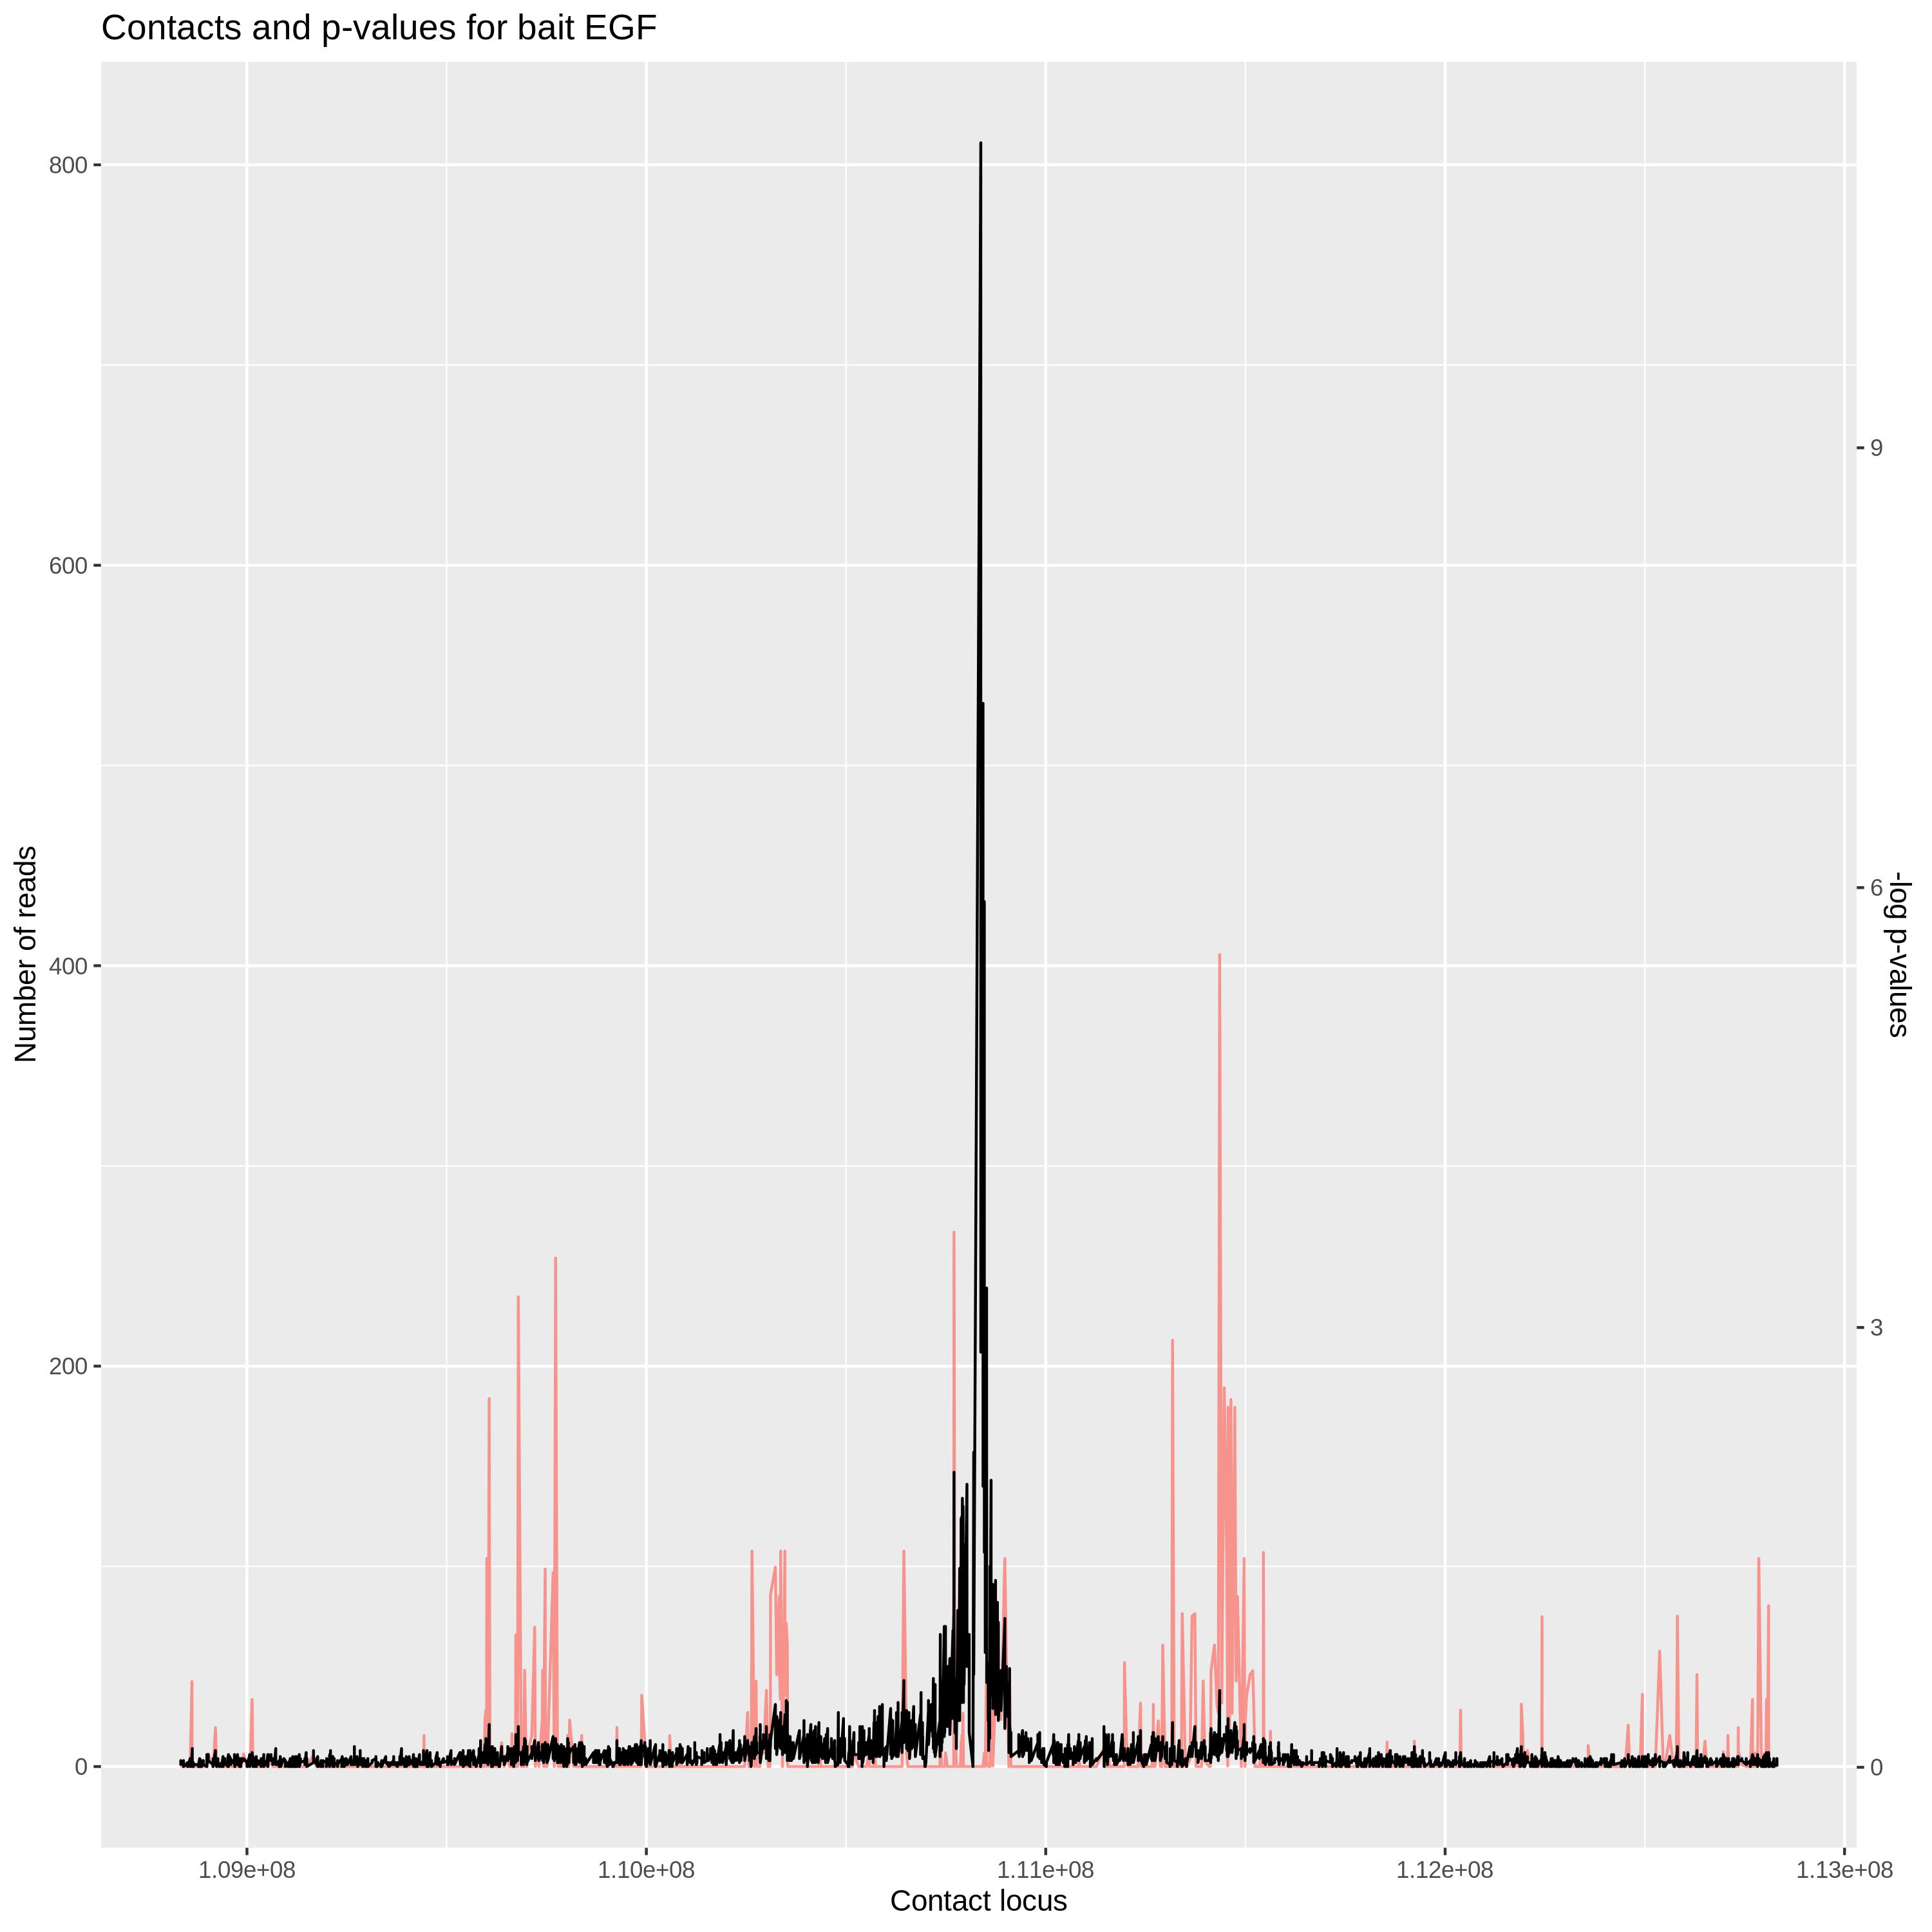 Contacts and p-values for bait EGF
800
600
400
200
0
Number of reads
9
6
3
0
-log p-values
1.09e+08
1.10e+08
1.11e+08
1.12e+08
1.13e+08
Contact locus